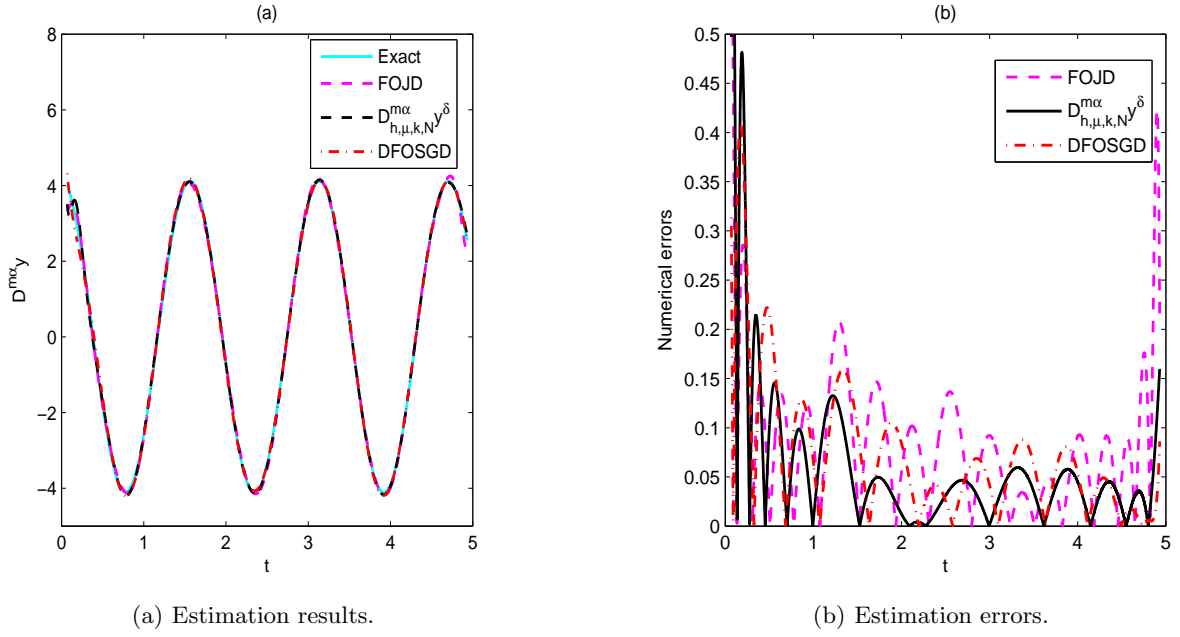 (a)
8
6
4
2
0
−2
−4
0 1 2 3 4 5
t
D^{mα}y
Exact
FOJD
D^{mα}_{h,μ,k,N}y^δ
DFOSGD
(a) Estimation results.
(b)
0.5
0.45
0.4
0.35
0.3
0.25
0.2
0.15
0.1
0.05
0
0 1 2 3 4 5
t
Numerical errors
FOJD
D^{mα}_{h,μ,k,N}y^δ
DFOSGD
(b) Estimation errors.